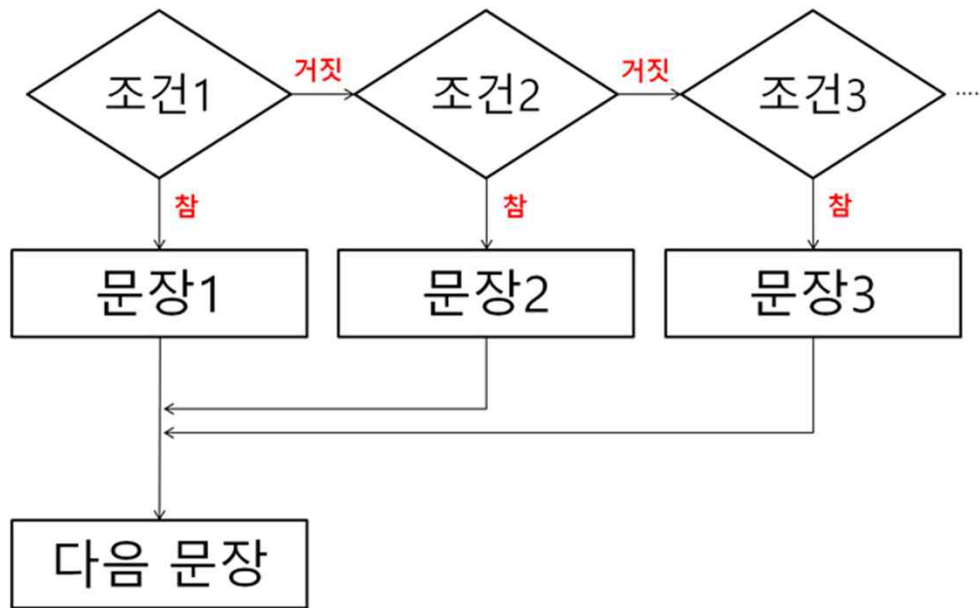 조건1 거짓 조건2 거짓 조건3 ....
참 참 참
문장1 문장2 문장3
다음 문장